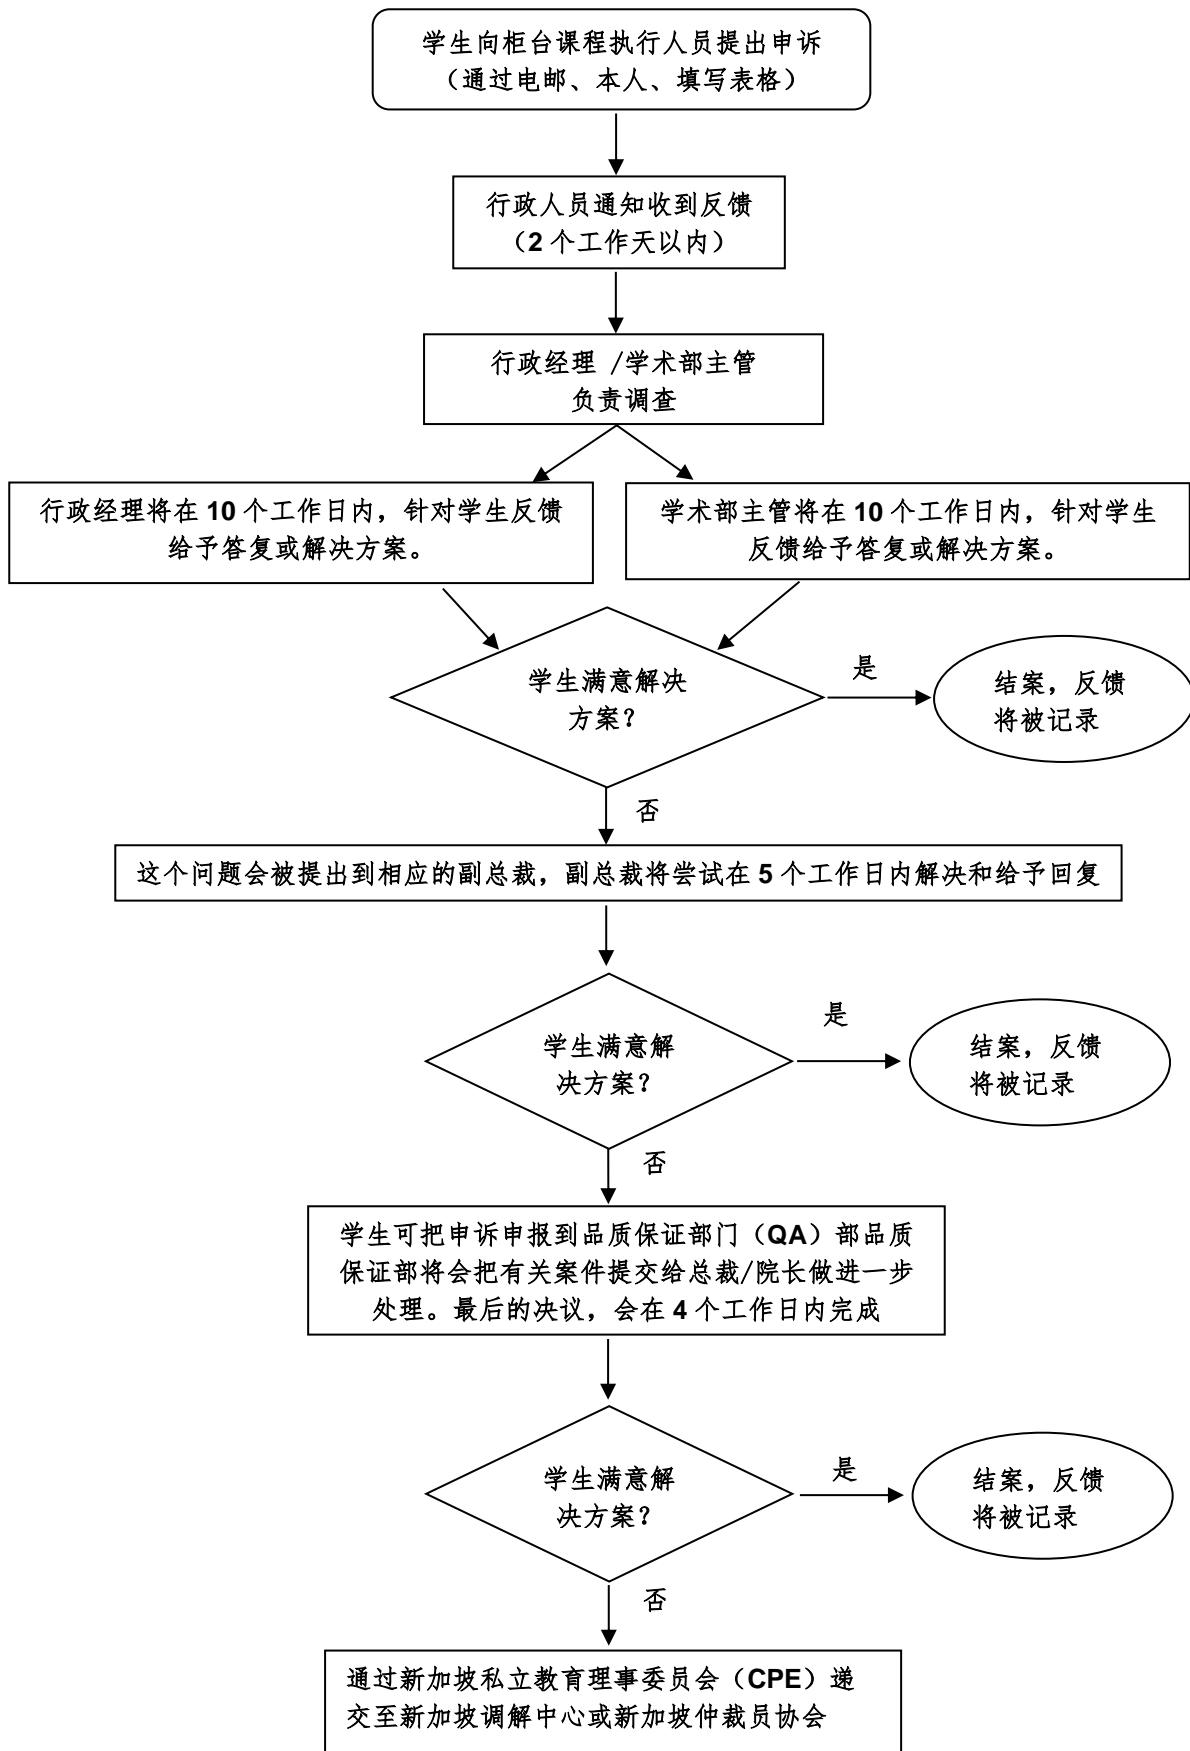 学生向柜台课程执行人员提出申诉
（通过电邮、本人、填写表格）
行政人员通知收到反馈
（2 个工作天以内）
行政经理 /学术部主管
负责调查
行政经理将在 10 个工作日内，针对学生反馈
给予答复或解决方案。
学术部主管将在 10 个工作日内，针对学生
反馈给予答复或解决方案。
学生满意解决
方案？
是
结案，反馈
将被记录
否
这个问题会被提出到相应的副总裁，副总裁将尝试在 5 个工作日内解决和给予回复
学生满意解
决方案？
是
结案，反馈
将被记录
否
学生可把申诉申报到品质保证部门（QA）部品质
保证部将会把有关案件提交给总裁/院长做进一步
处理。最后的决议，会在 4 个工作日内完成
学生满意解
决方案？
是
结案，反馈
将被记录
否
通过新加坡私立教育理事委员会（CPE）递
交至新加坡调解中心或新加坡仲裁员协会